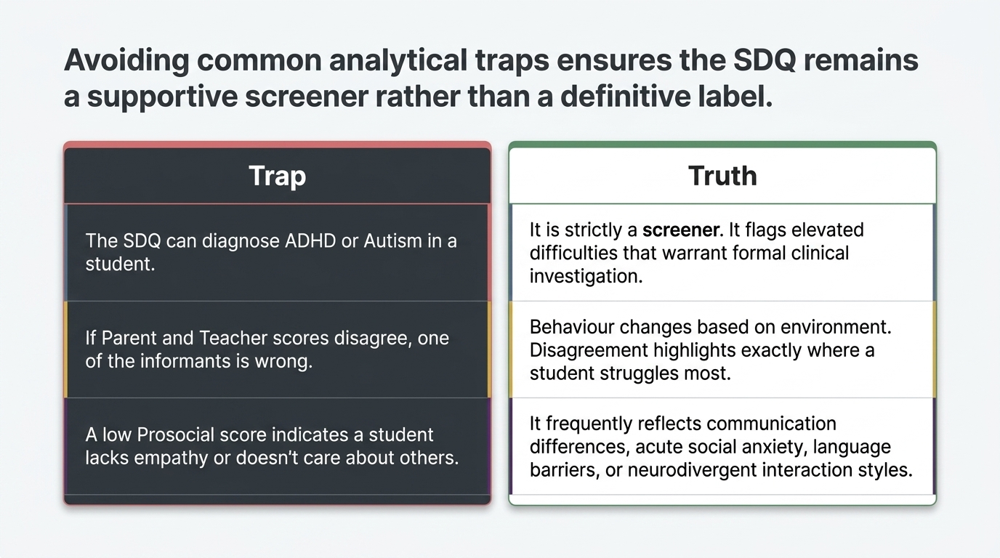 Avoiding common analytical traps ensures the SDQ remains
a supportive screener rather than a definitive label.
Trap
The SDQ can diagnose ADHD or Autism in a
student.
If Parent and Teacher scores disagree, one
of the informants is wrong.
A low Prosocial score indicates a student
lacks empathy or doesn't care about others.
Truth
It is strictly a screener. It flags elevated
difficulties that warrant formal clinical
investigation.
Behaviour changes based on environment.
Disagreement highlights exactly where a
student struggles most.
It frequently reflects communication
differences, acute social anxiety, language
barriers, or neurodivergent interaction styles.